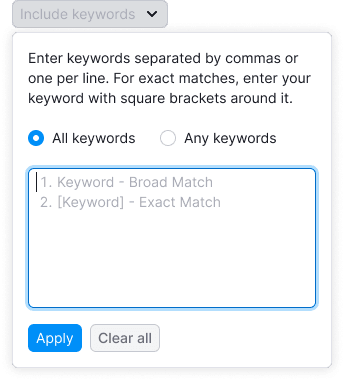 Include keywords
Enter keywords separated by commas or
one per line. For exact matches, enter your
keyword with square brackets around it.
All keywords Any keywords
1. Keyword - Broad Match
2. [Keyword] - Exact Match
Apply Clear all